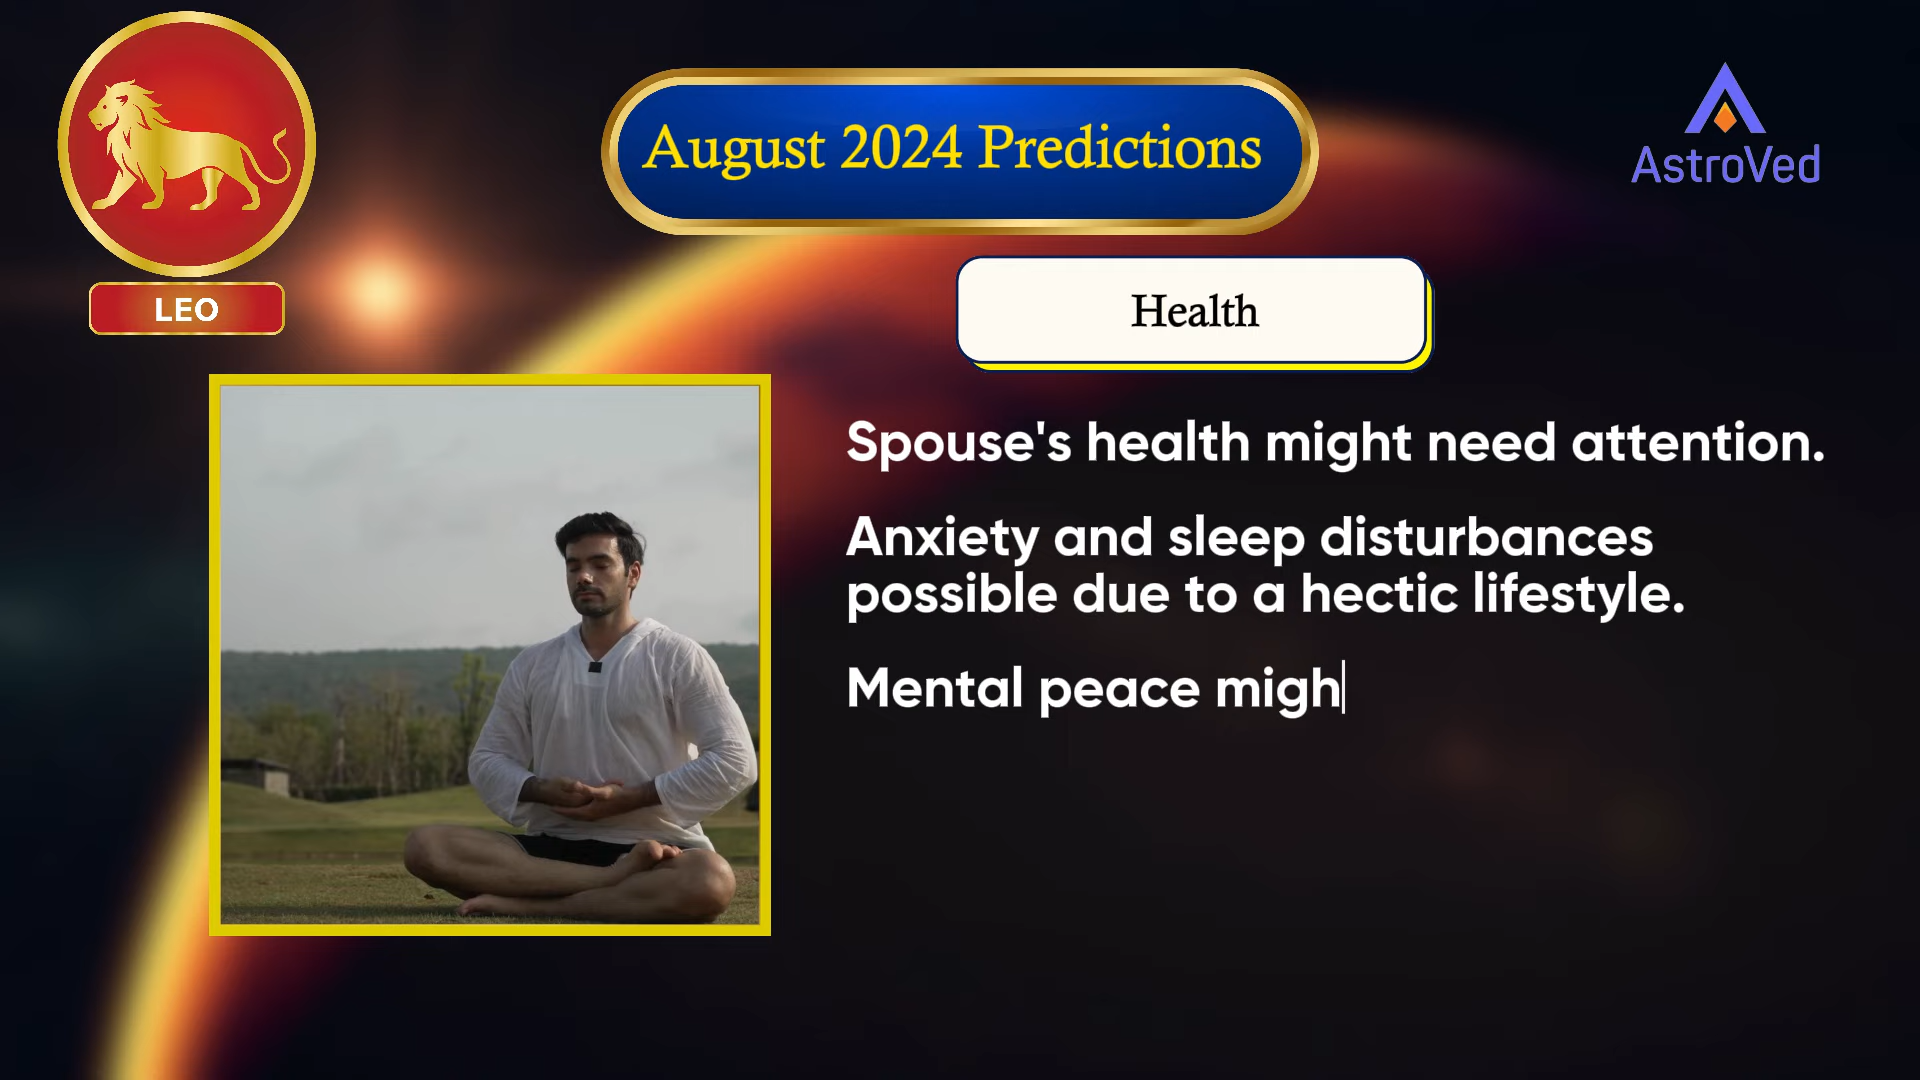 August 2024 Predictions
AstroVed
LEO
Health
Spouse's health might need attention.
Anxiety and sleep disturbances
possible due to a hectic lifestyle.
Mental peace migh